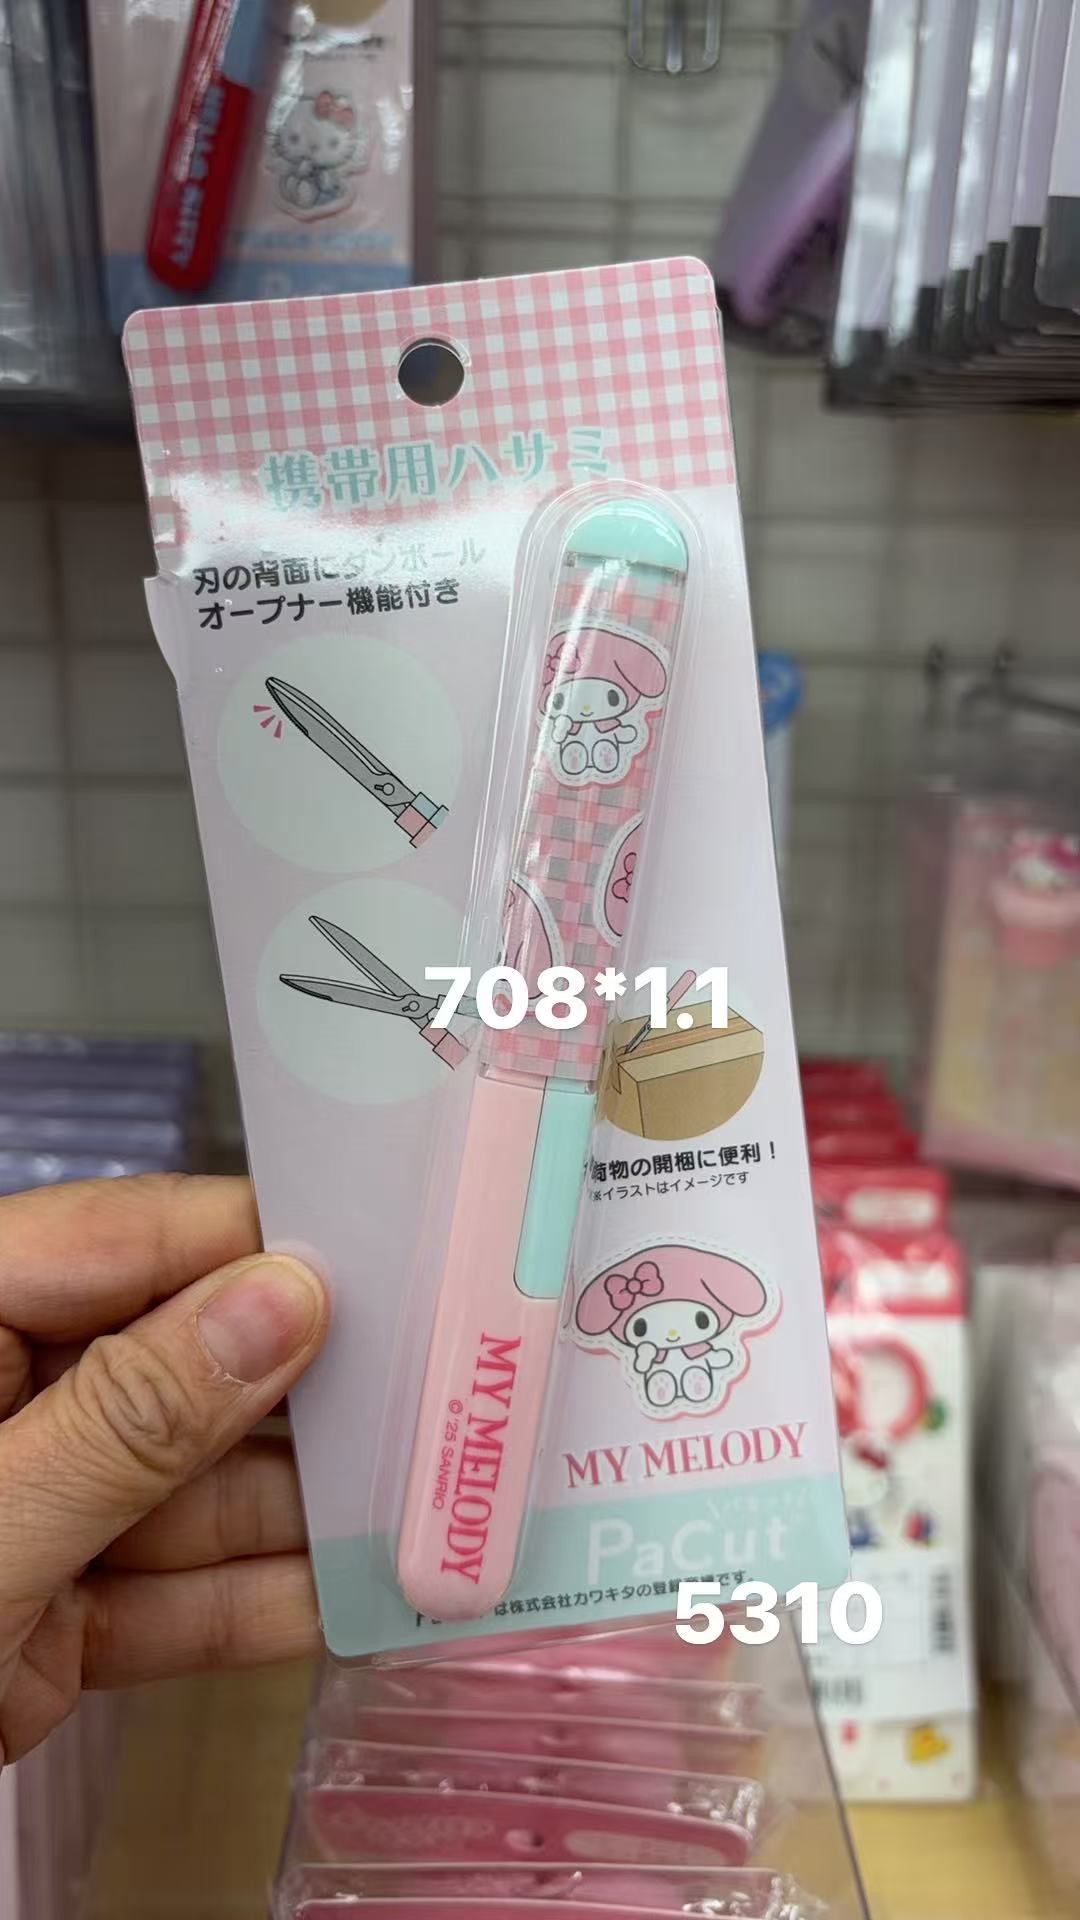 HELLO KITTY
携帯用ハサミ
刃の背面にダンボール
オープナー機能付き
708*1.1
荷物の開梱に便利！
※イラストはイメージです
MY MELODY
© '25 SANRIO
MY MELODY
PaCut
は株式会社カワキタの登録商標です。
5310